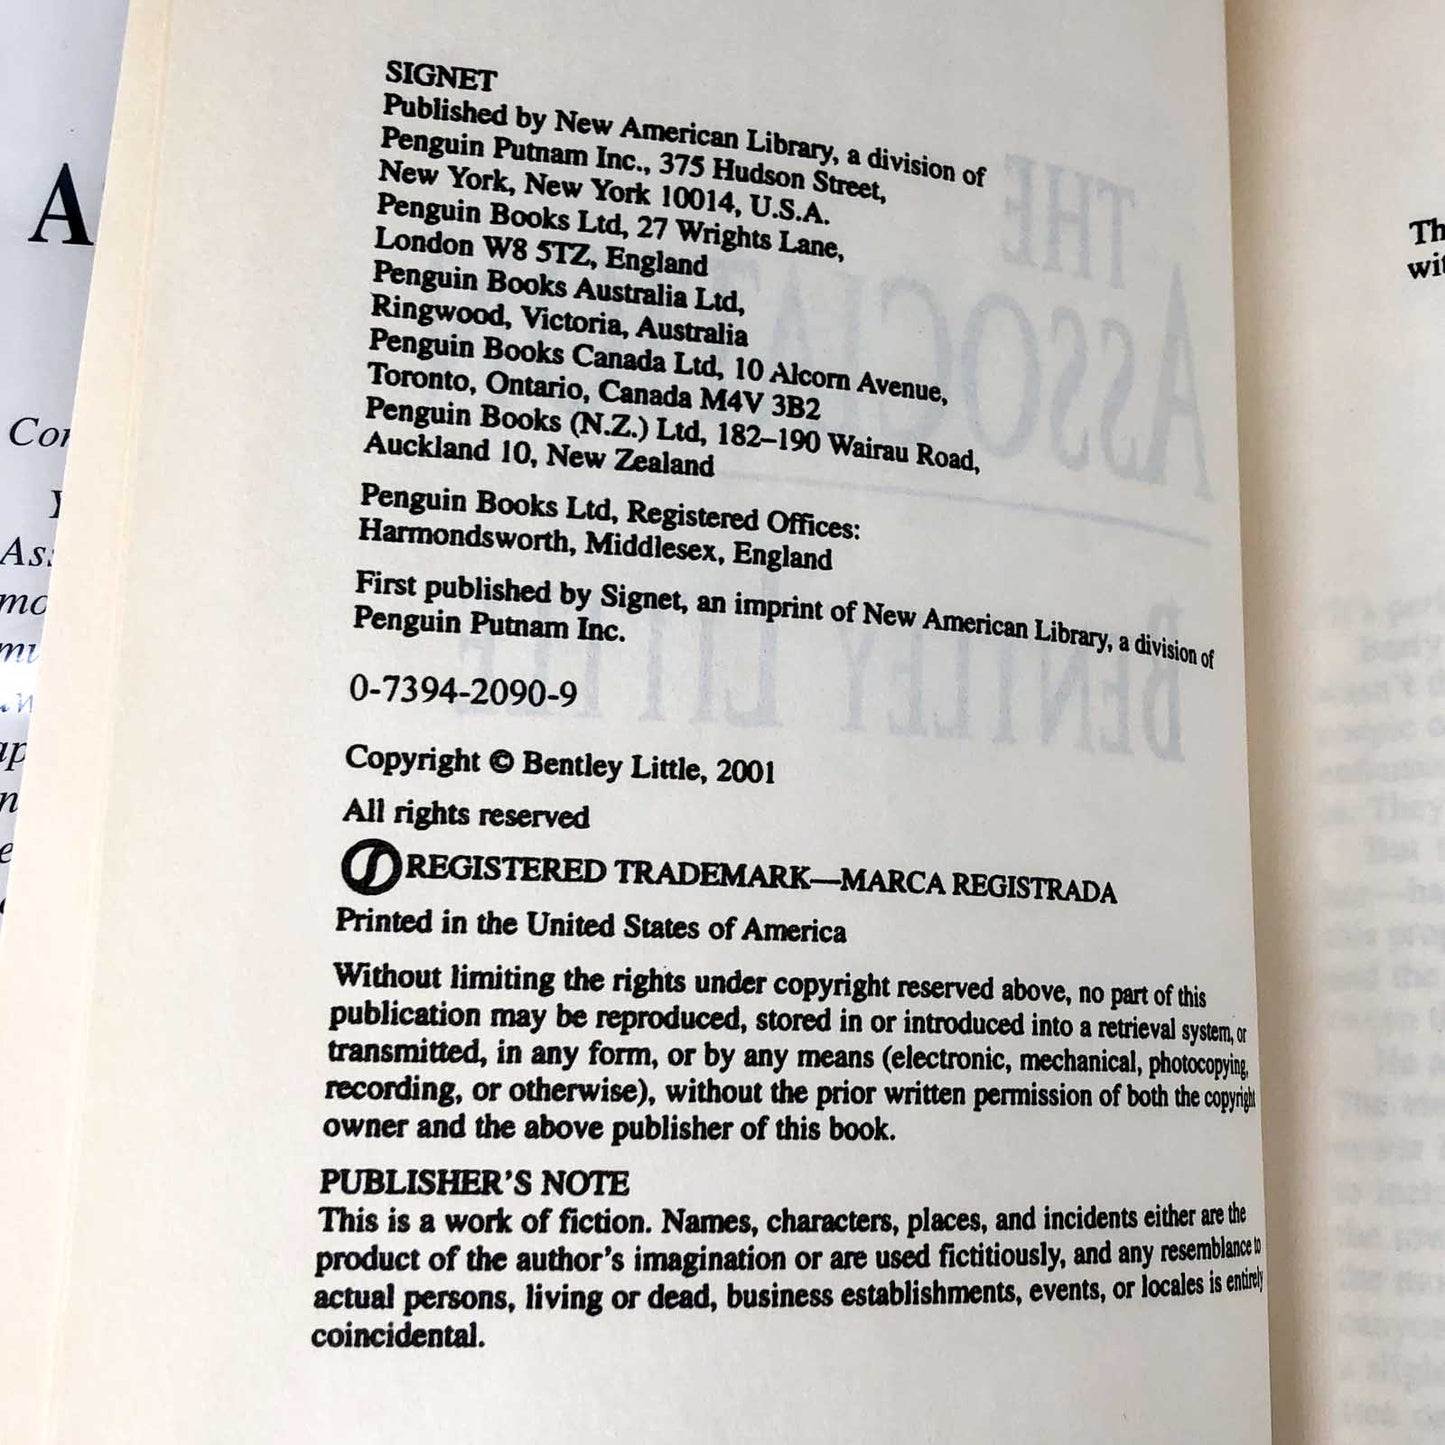 SIGNET
Published by New American Library, a division of
Penguin Putnam Inc., 375 Hudson Street,
New York, New York 10014, U.S.A.
Penguin Books Ltd, 27 Wrights Lane,
London W8 5TZ, England
Penguin Books Australia Ltd,
Ringwood, Victoria, Australia
Penguin Books Canada Ltd, 10 Alcorn Avenue,
Toronto, Ontario, Canada M4V 3B2
Penguin Books (N.Z.) Ltd, 182–190 Wairau Road,
Auckland 10, New Zealand
Penguin Books Ltd, Registered Offices:
Harmondsworth, Middlesex, England
First published by Signet, an imprint of New American Library, a division of
Penguin Putnam Inc.
0-7394-2090-9
Copyright © Bentley Little, 2001
All rights reserved
REGISTERED TRADEMARK—MARCA REGISTRADA
Printed in the United States of America
Without limiting the rights under copyright reserved above, no part of this
publication may be reproduced, stored in or introduced into a retrieval system, or
transmitted, in any form, or by any means (electronic, mechanical, photocopying,
recording, or otherwise), without the prior written permission of both the copyright
owner and the above publisher of this book.
PUBLISHER'S NOTE
This is a work of fiction. Names, characters, places, and incidents either are the
product of the author's imagination or are used fictitiously, and any resemblance to
actual persons, living or dead, business establishments, events, or locales is entirely
coincidental.